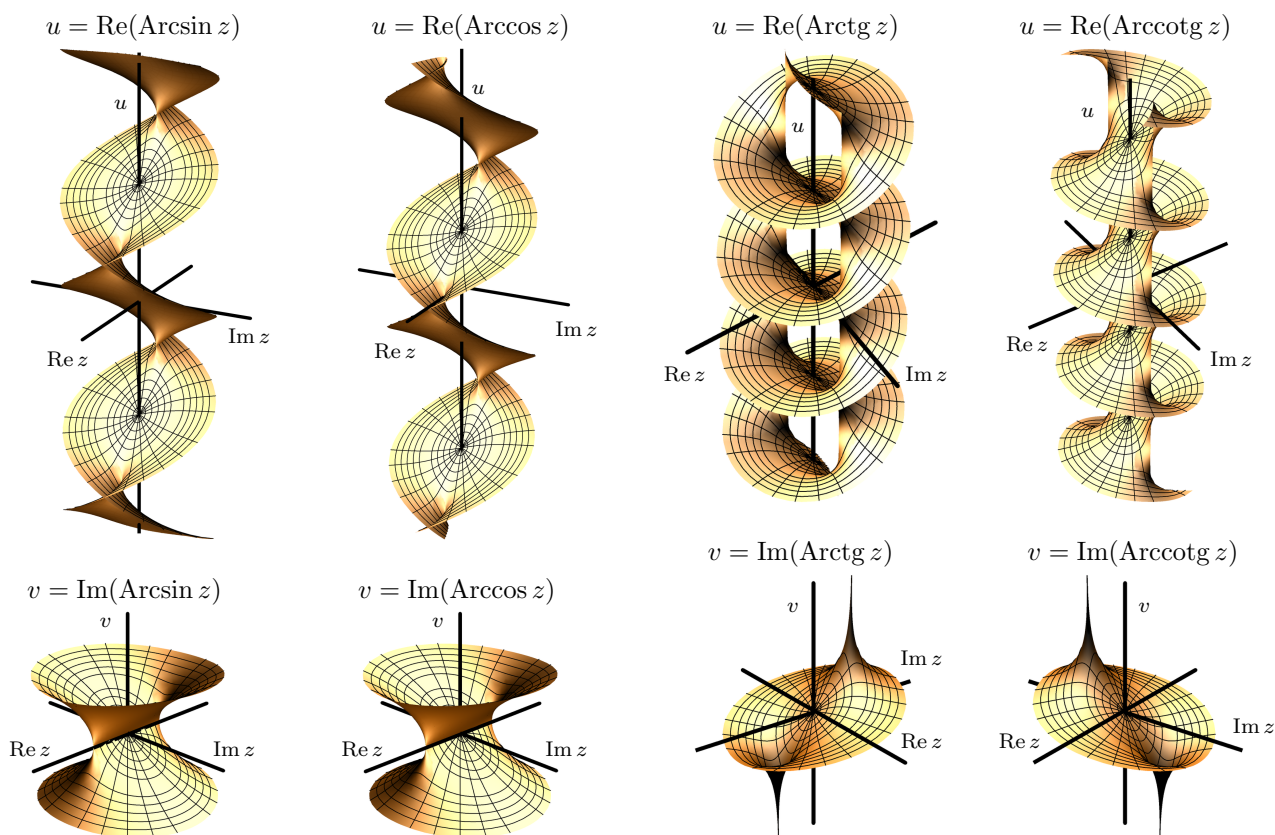 u = Re(Arcsin z)
u
Re z
Im z
u = Re(Arccos z)
u
Re z
Im z
u = Re(Arctg z)
u
Re z
Im z
u = Re(Arccotg z)
u
Re z
Im z
v = Im(Arcsin z)
v
Re z
Im z
v = Im(Arccos z)
v
Re z
Im z
v = Im(Arctg z)
v
Im z
Re z
v = Im(Arccotg z)
v
Re z
Im z